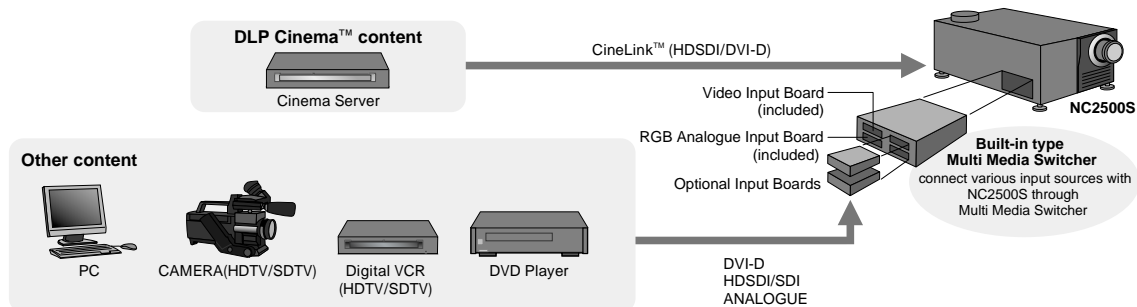 DLP Cinema™ content
Cinema Server
CineLink™ (HDSDI/DVI-D)
NC2500S
Video Input Board
(included)
RGB Analogue Input Board
(included)
Optional Input Boards
Built-in type
Multi Media Switcher
connect various input sources with
NC2500S through
Multi Media Switcher
Other content
PC
CAMERA(HDTV/SDTV)
Digital VCR
(HDTV/SDTV)
DVD Player
DVI-D
HDSDI/SDI
ANALOGUE